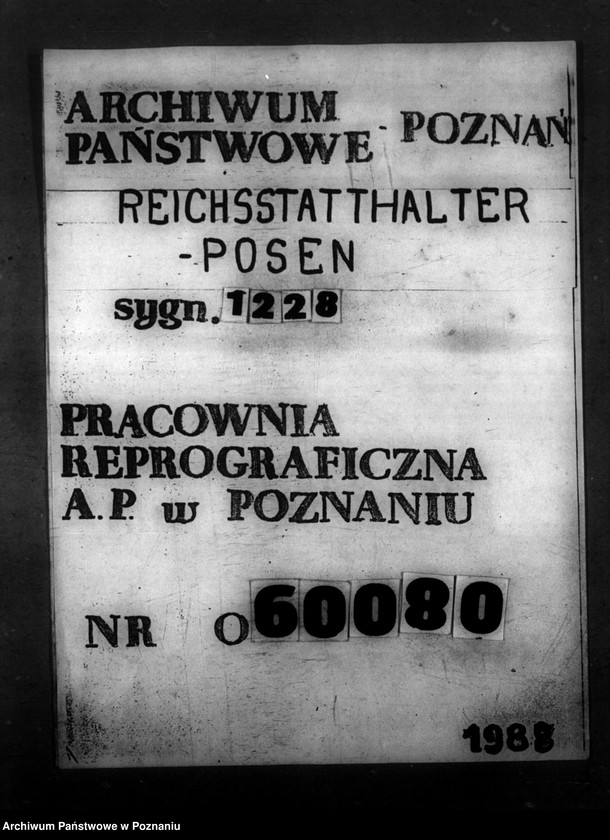 ARCHIWUM
PAŃSTWOWE - POZNAŃ
REICHSSTATTHALTER
-POSEN
sygn. 1228
PRACOWNIA
REPROGRAFICZNA
A.P. w POZNANIU
NR O 60080
1988
Archiwum Państwowe w Poznaniu